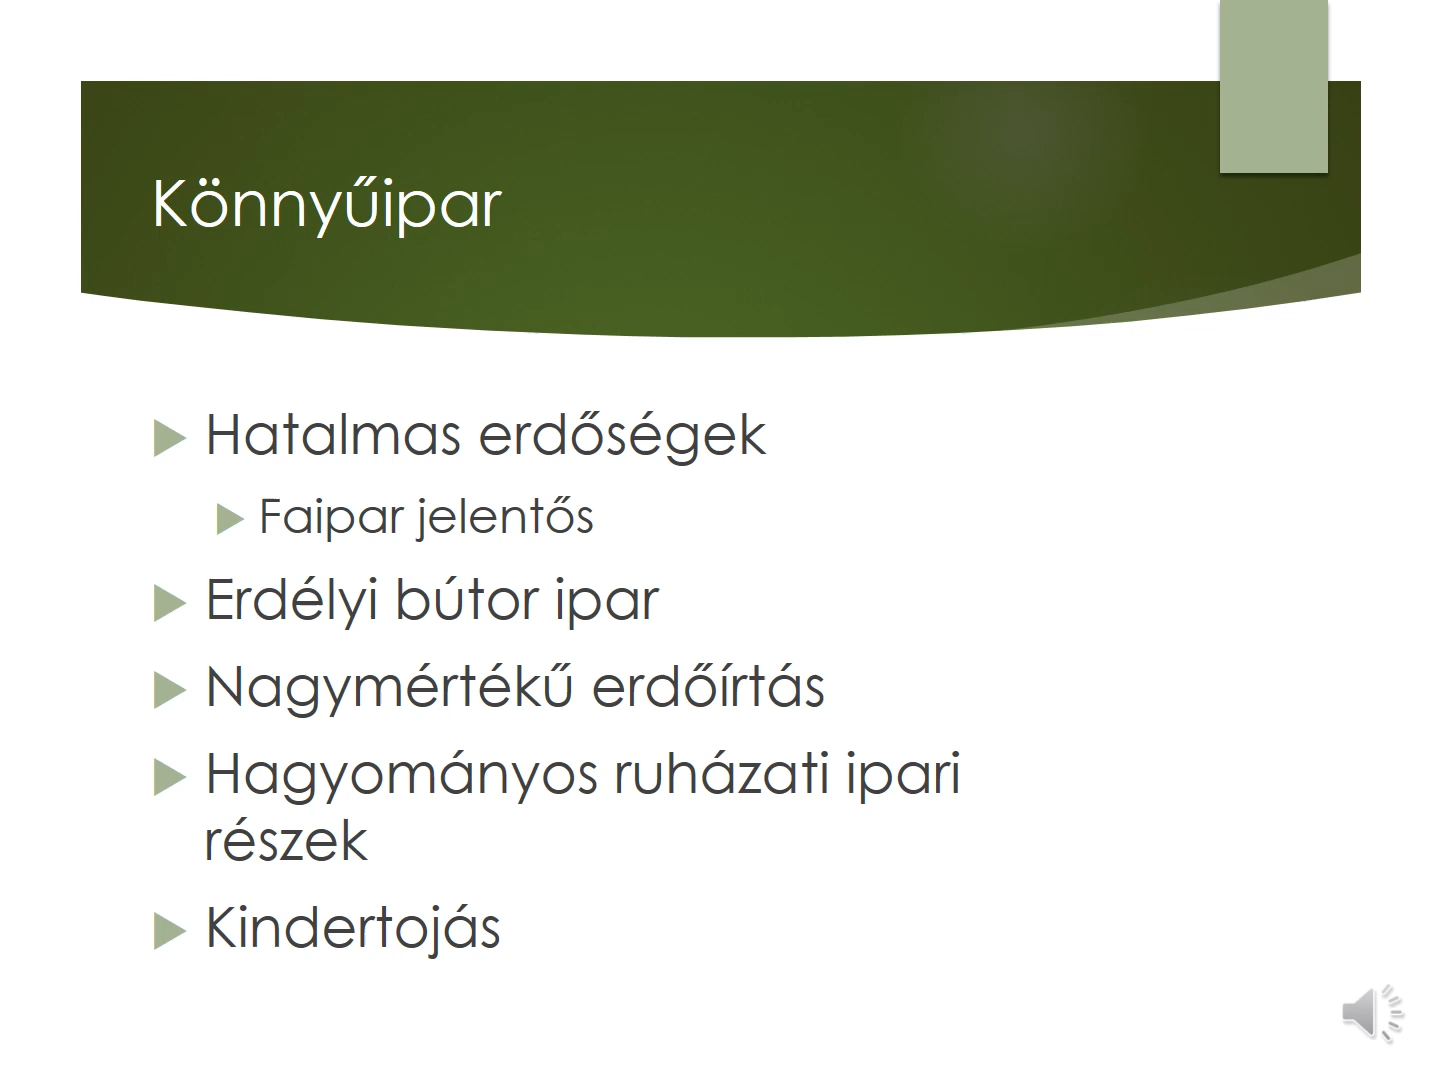 Könnyűipar
Hatalmas erdőségek
Faipar jelentős
Erdélyi bútor ipar
Nagymértékű erdőírtás
Hagyományos ruházati ipari
részek
Kindertojás